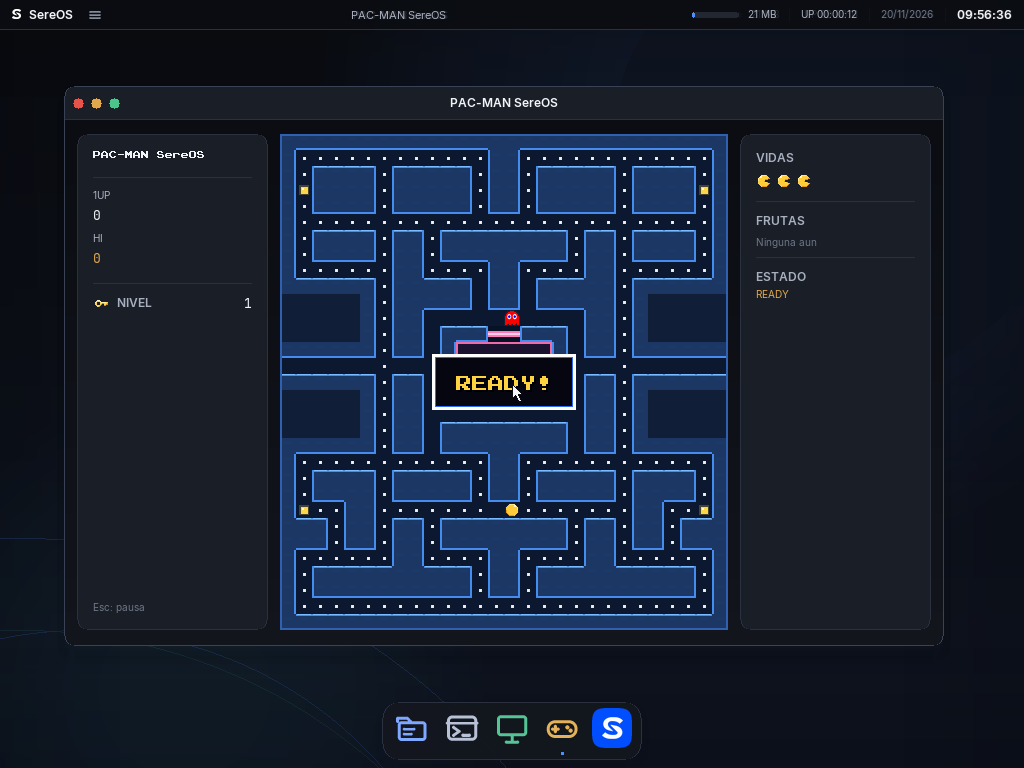 SereOS
PAC-MAN SereOS
21 MB
UP 00:00:12
20/11/2026
09:56:36
PAC-MAN SereOS
PAC-MAN SereOS
1UP
0
HI
0
NIVEL 1
Esc: pausa
READY!
VIDAS
FRUTAS
Ninguna aun
ESTADO
READY